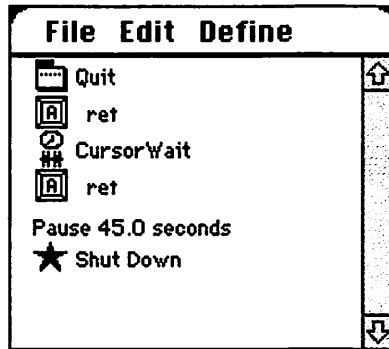 File Edit Define
Quit
A ret
CursorWait
A ret
Pause 45.0 seconds
Shut Down